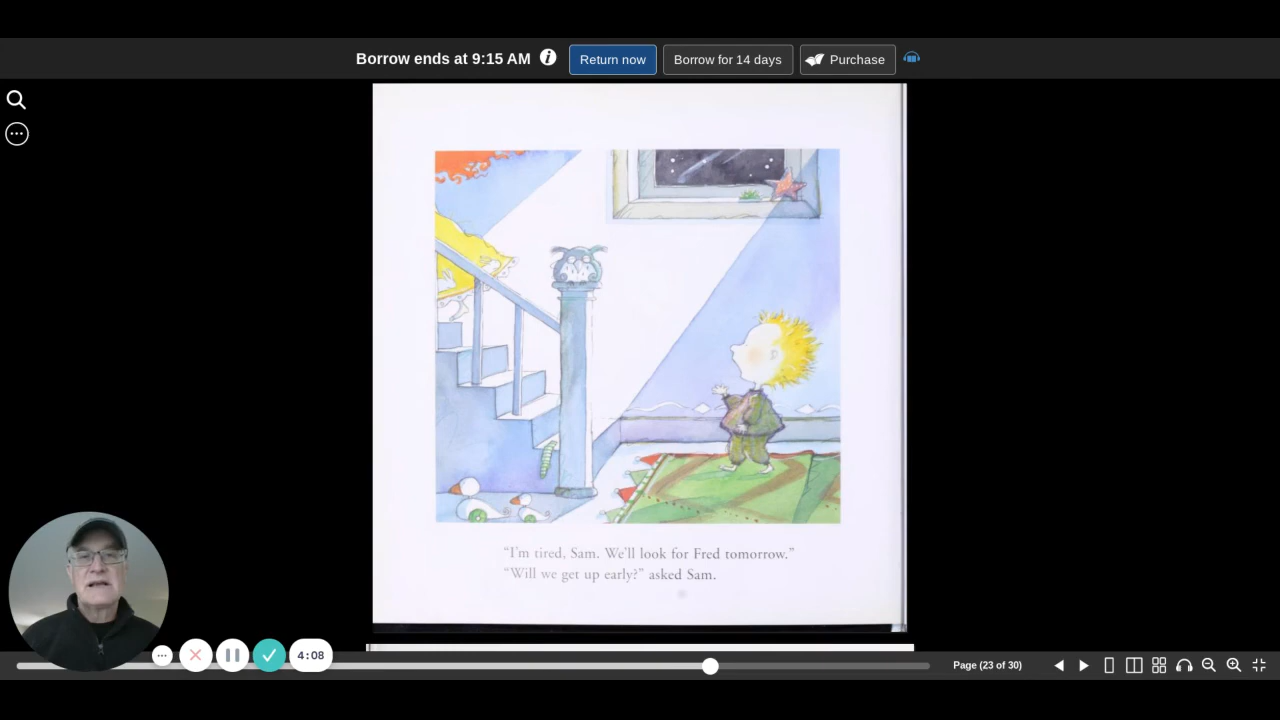 Borrow ends at 9:15 AM
Return now
Borrow for 14 days
Purchase
“I’m tired, Sam. We’ll look for Fred tomorrow.”
“Will we get up early?” asked Sam.
4:08
Page (23 of 30)